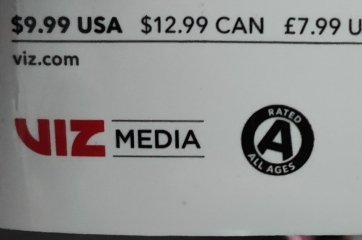 $9.99 USA $12.99 CAN £7.99 U
viz.com
VIZ MEDIA
RATED
A
ALL AGES